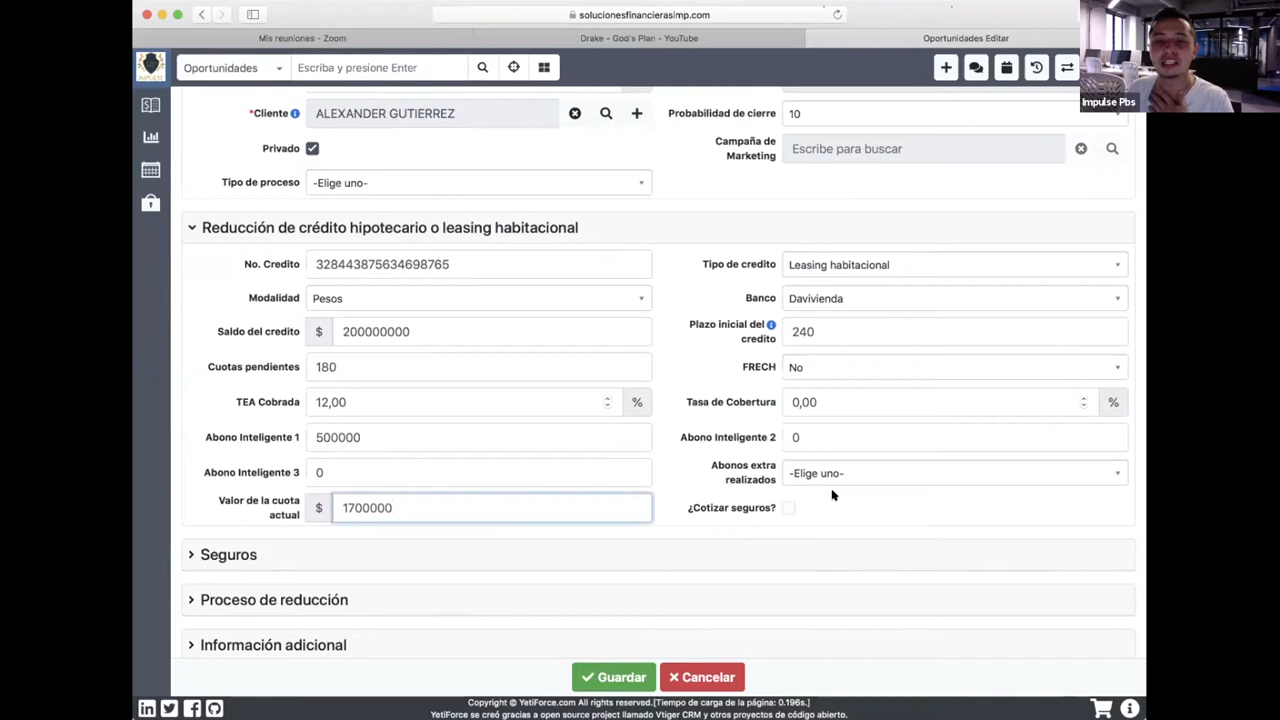 solucionesfinancierasimp.com
Mis reuniones - Zoom
Drake - God's Plan - YouTube
Oportunidades Editar
Oportunidades
Escriba y presione Enter
Impulse Pbs
*Cliente
ALEXANDER GUTIERREZ
Probabilidad de cierre
10
Privado
Campaña de Marketing
Escribe para buscar
Tipo de proceso
-Elige uno-
Reducción de crédito hipotecario o leasing habitacional
No. Credito
328443875634698765
Tipo de credito
Leasing habitacional
Modalidad
Pesos
Banco
Davivienda
Saldo del credito
$ 200000000
Plazo inicial del credito
240
Cuotas pendientes
180
FRECH
No
TEA Cobrada
12,00 %
Tasa de Cobertura
0,00 %
Abono Inteligente 1
500000
Abono Inteligente 2
0
Abono Inteligente 3
0
Abonos extra realizados
-Elige uno-
Valor de la cuota actual
$ 1700000
¿Cotizar seguros?
Seguros
Proceso de reducción
Información adicional
Guardar
Cancelar
Copyright © YetiForce.com All rights reserved.[Tiempo de carga de la página: 0.196s.]
YetiForce se creó gracias a open source project llamado Vtiger CRM y otros proyectos de código abierto.